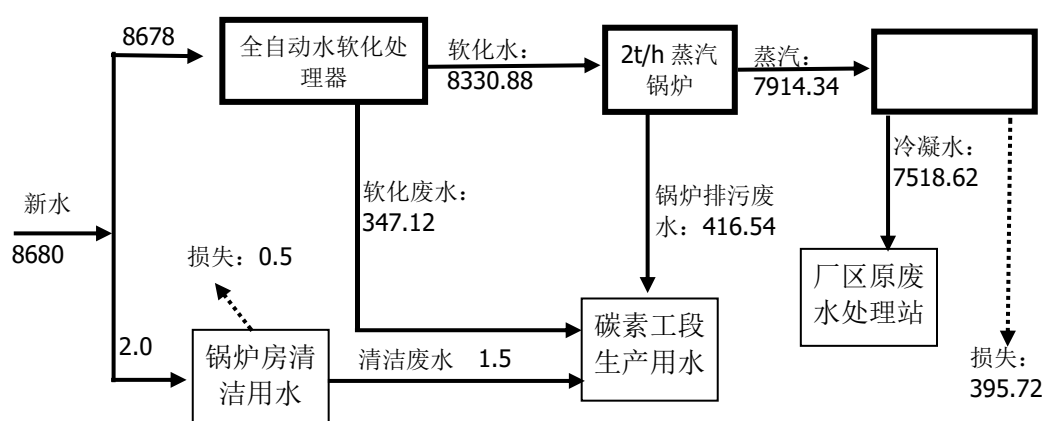 8678
全自动水软化处
理器
软化水：
8330.88
2t/h 蒸汽
锅炉
蒸汽：
7914.34
冷凝水：
7518.62
软化废水：
347.12
锅炉排污废
水：416.54
新水
8680
损失：0.5
厂区原废
水处理站
碳素工段
生产用水
2.0
锅炉房清
洁用水
清洁废水 1.5
损失：
395.72